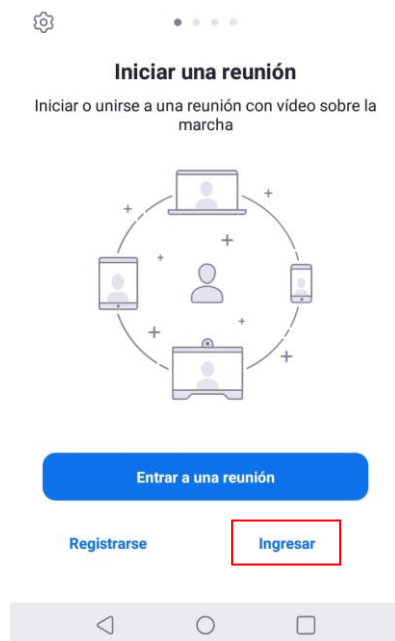 Iniciar una reunión
Iniciar o unirse a una reunión con vídeo sobre la
marcha
Entrar a una reunión
Registrarse
Ingresar